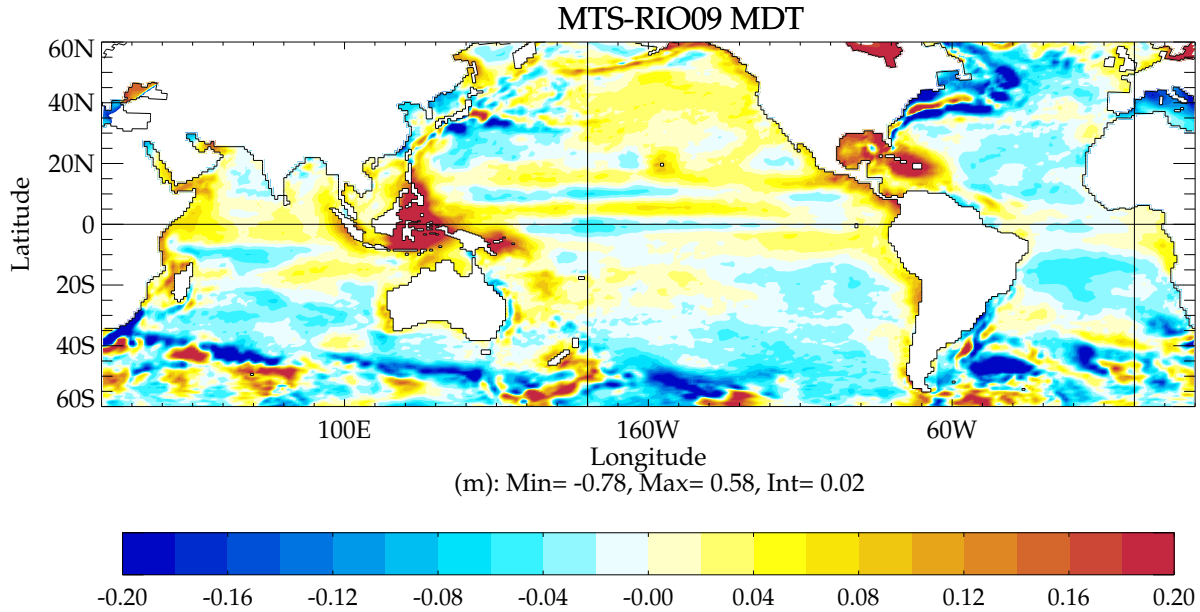 MTS-RIO09 MDT
60N
40N
20N
0
20S
40S
60S
Latitude
100E 160W 60W
Longitude
(m): Min= -0.78, Max= 0.58, Int= 0.02
-0.20 -0.16 -0.12 -0.08 -0.04 -0.00 0.04 0.08 0.12 0.16 0.20